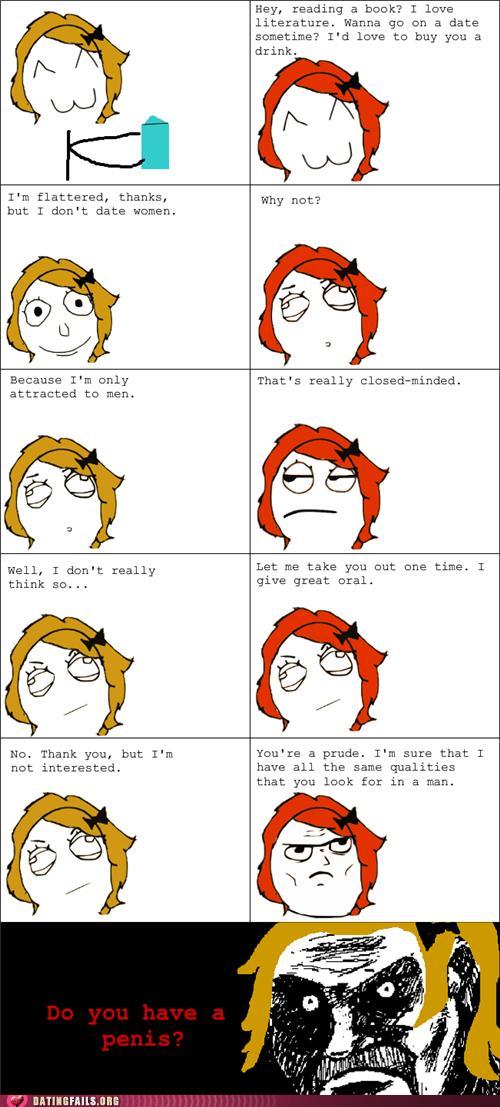 Hey, reading a book? I love
literature. Wanna go on a date
sometime? I'd love to buy you a
drink.
I'm flattered, thanks,
but I don't date women.
Why not?
Because I'm only
attracted to men.
That's really closed-minded.
Well, I don't really
think so...
Let me take you out one time. I
give great oral.
No. Thank you, but I'm
not interested.
You're a prude. I'm sure that I
have all the same qualities
that you look for in a man.
Do you have a
penis?
DATINGFAILS.ORG